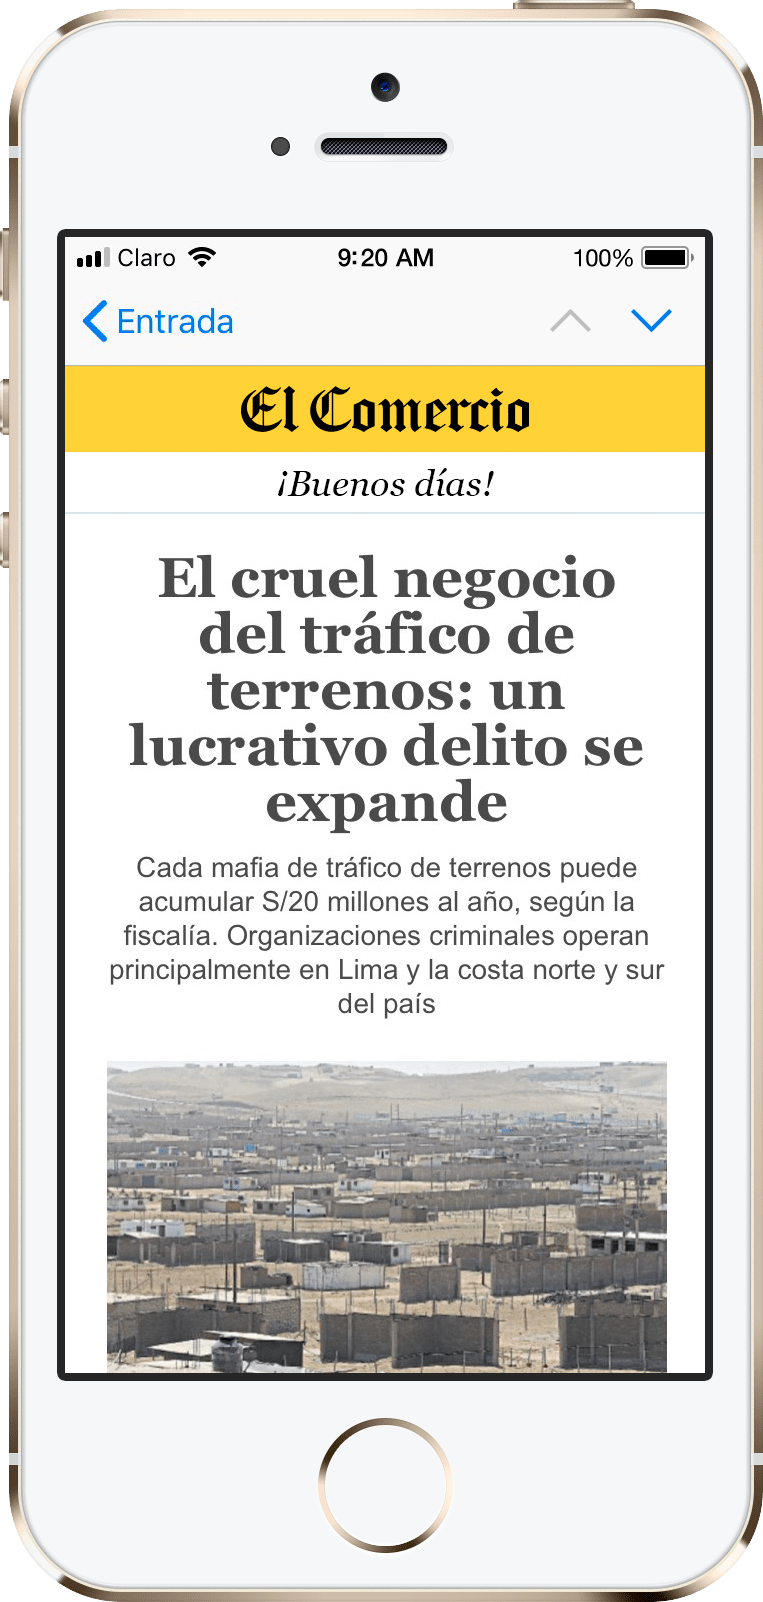 Claro 9:20 AM 100%
Entrada
El Comercio
¡Buenos días!
El cruel negocio
del tráfico de
terrenos: un
lucrativo delito se
expande
Cada mafia de tráfico de terrenos puede
acumular S/20 millones al año, según la
fiscalía. Organizaciones criminales operan
principalmente en Lima y la costa norte y sur
del país